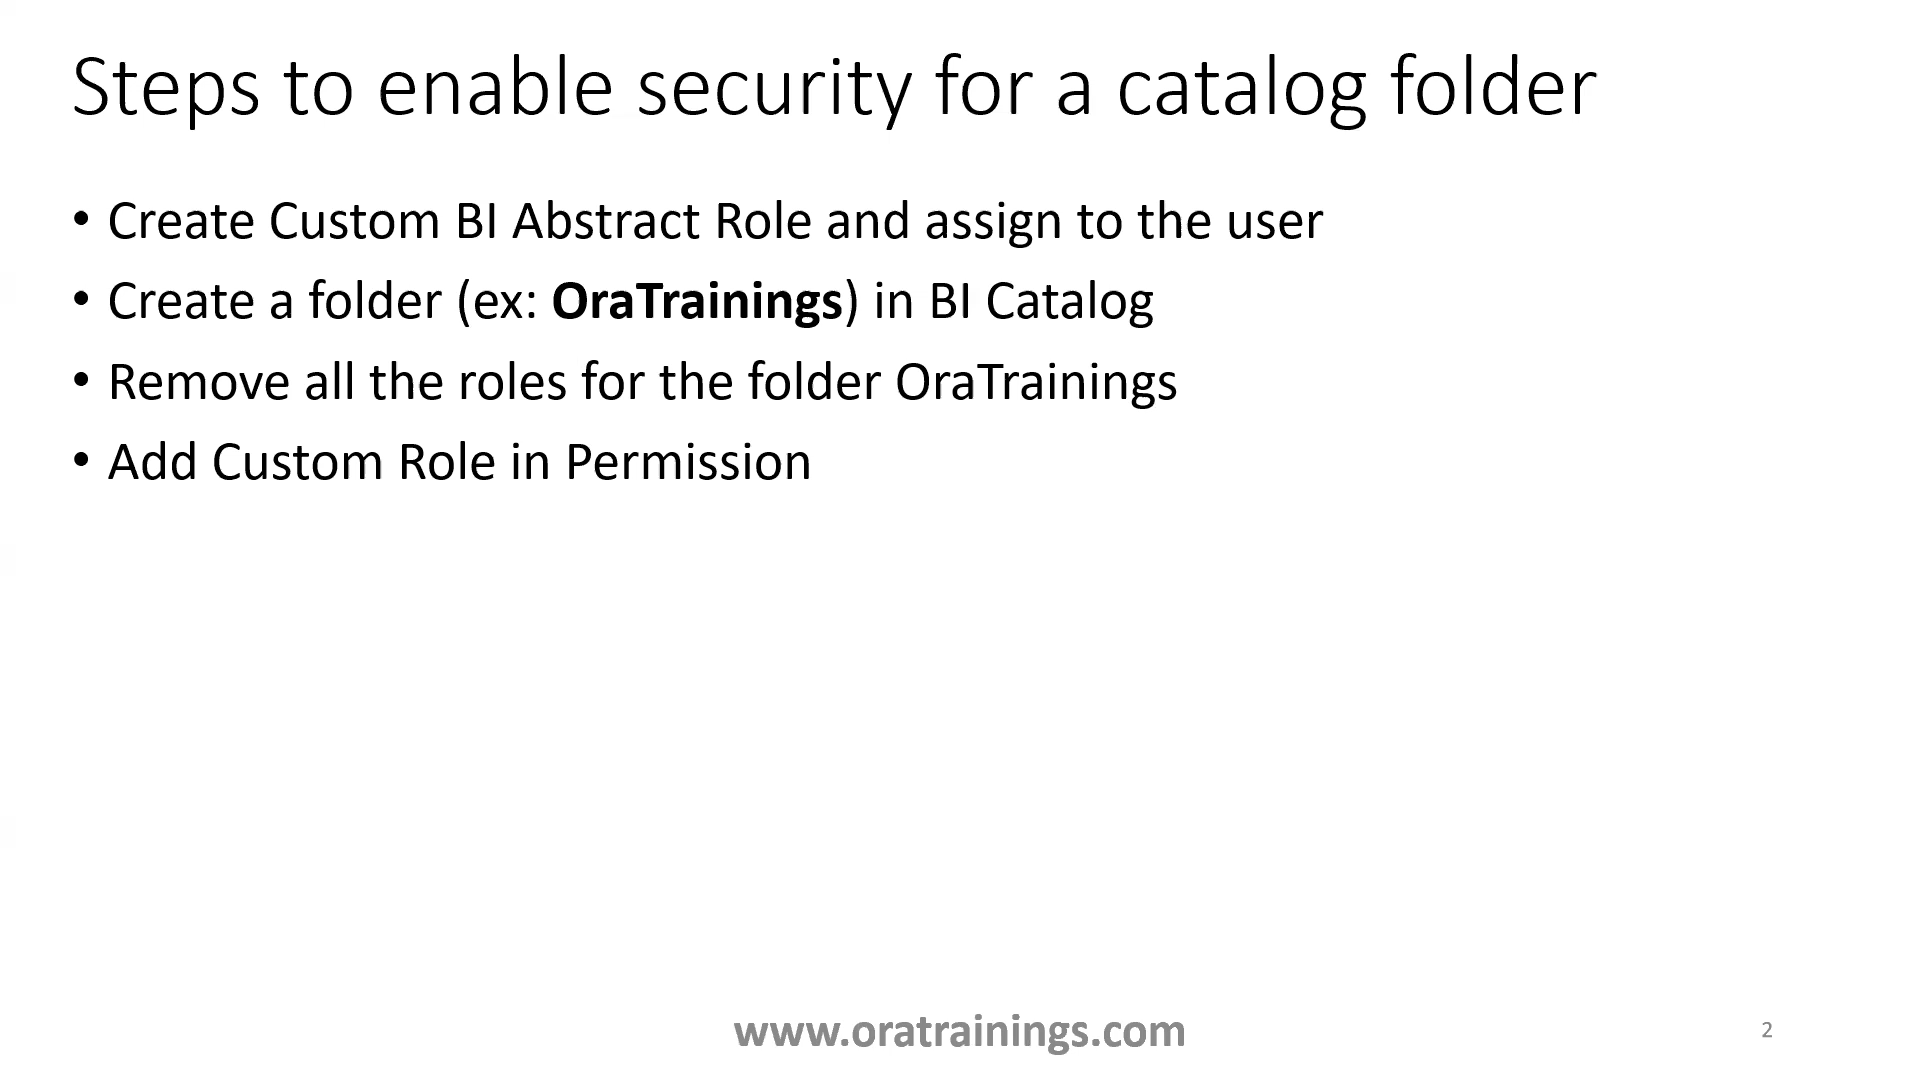 Steps to enable security for a catalog folder
• Create Custom BI Abstract Role and assign to the user
• Create a folder (ex: OraTrainings) in BI Catalog
• Remove all the roles for the folder OraTrainings
• Add Custom Role in Permission
www.oratrainings.com
2